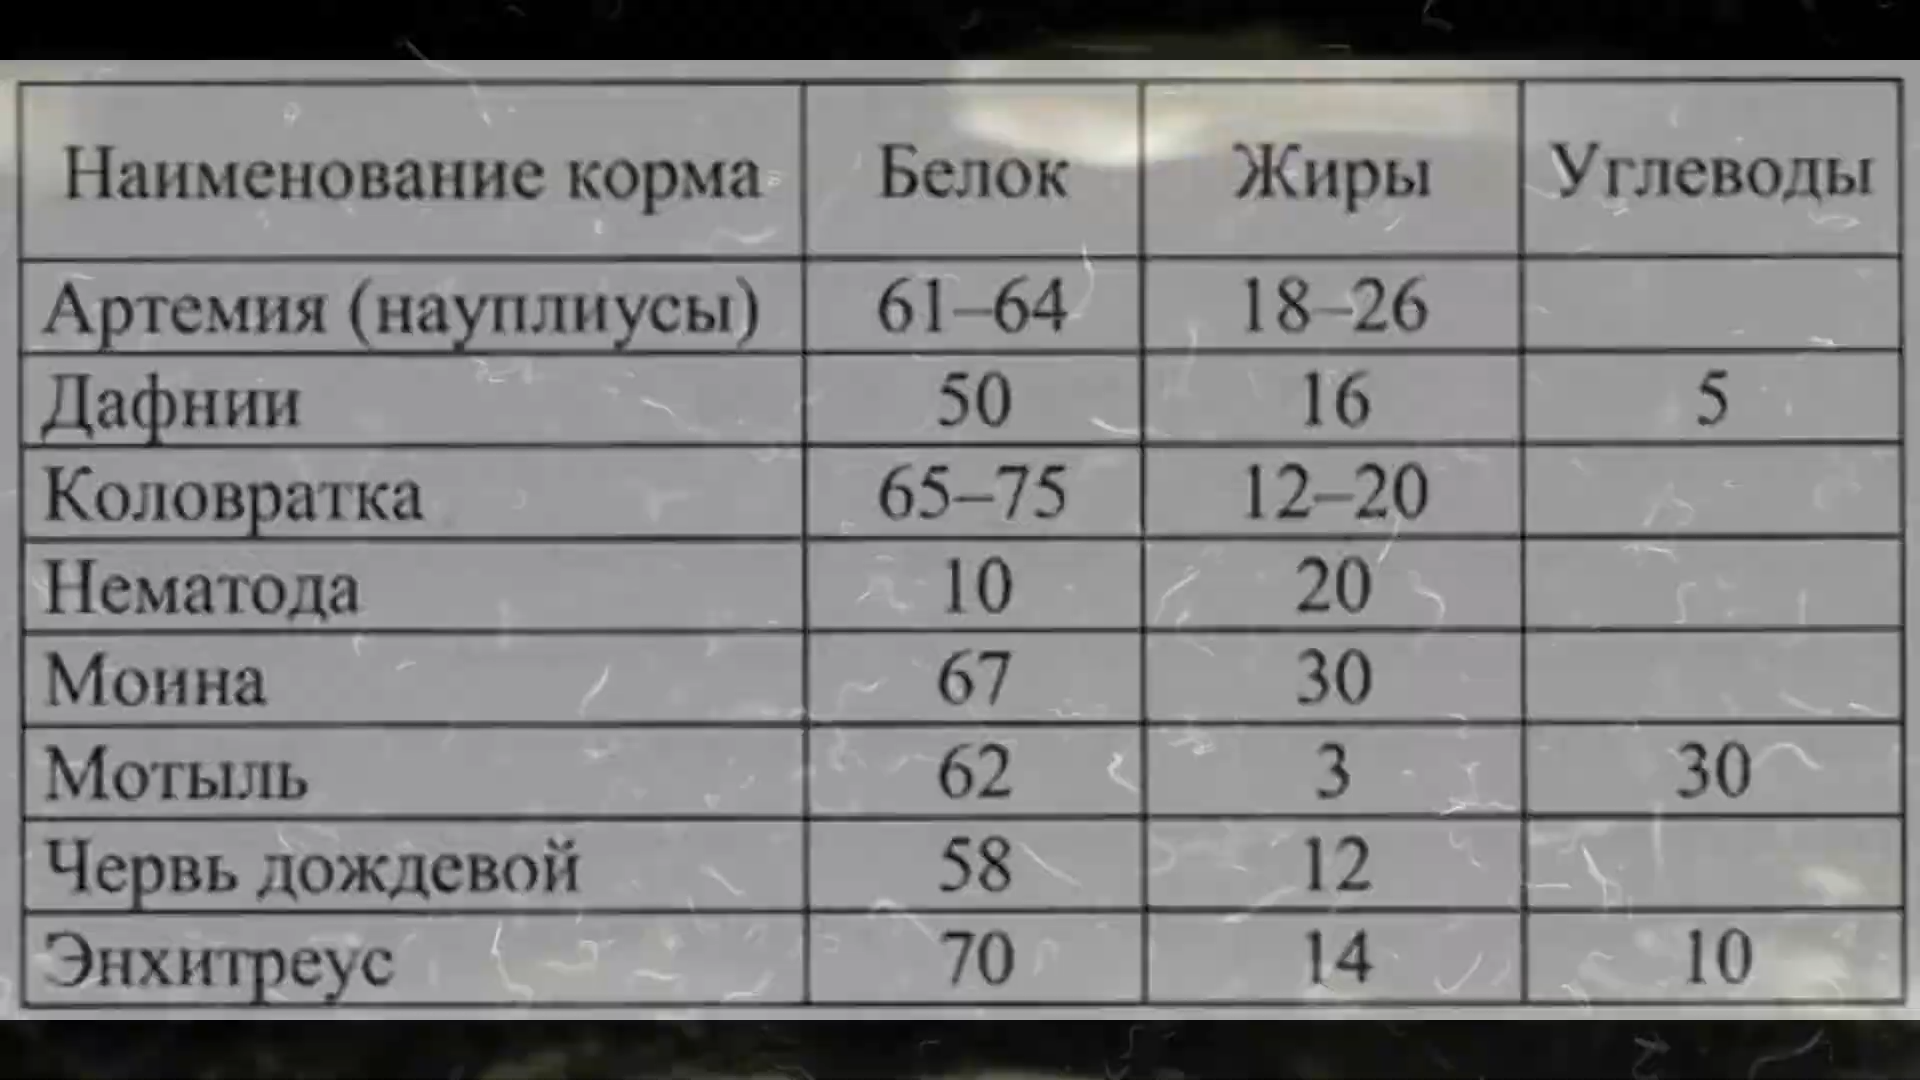 Наименование корма Белок Жиры Углеводы
Артемия (науплиусы) 61–64 18–26
Дафнии 50 16 5
Коловратка 65–75 12–20
Нематода 10 20
Моина 67 30
Мотыль 62 3 30
Червь дождевой 58 12
Энхитреус 70 14 10